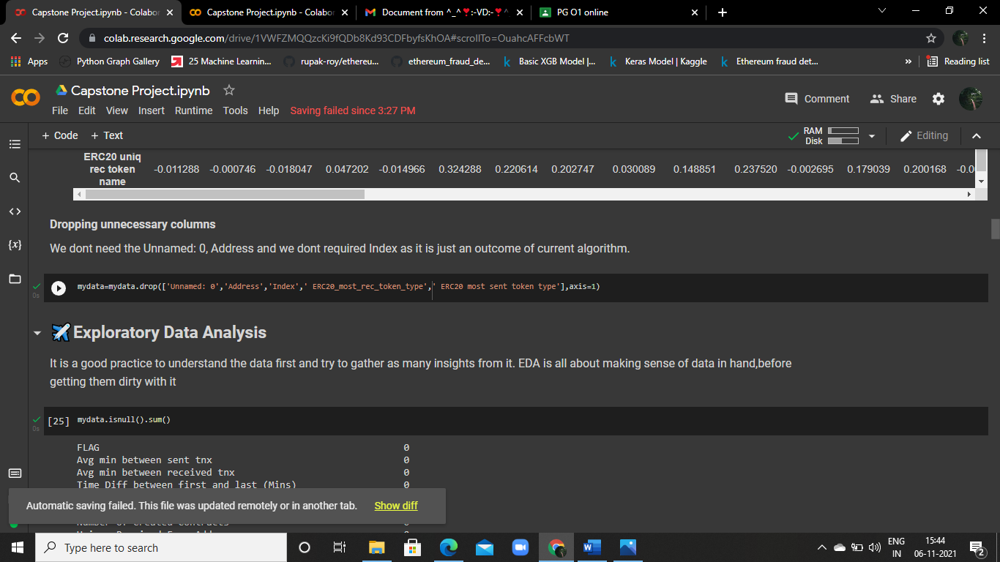 Capstone Project.ipynb - Colabor
Capstone Project.ipynb - Colabor
Document from ^_^❣:-VD:-❣^
PG O1 online
colab.research.google.com/drive/1VWFZMQQzcKi9fQDb8Kd93CDFbyfsKhOA#scrollTo=OuahcAFFcbWT
Apps
Python Graph Gallery
25 Machine Learnin...
rupak-roy/ethereu...
ethereum_fraud_de...
Basic XGB Model |...
Keras Model | Kaggle
Ethereum fraud det...
»
Reading list
Capstone Project.ipynb
Comment
Share
File Edit View Insert Runtime Tools Help Saving failed since 3:27 PM
+ Code + Text
RAM
Disk
Editing
ERC20 uniq
rec token
name
-0.011288 -0.000746 -0.018047 0.047202 -0.014966 0.324288 0.220614 0.202747 0.030089 0.148851 0.237520 -0.002695 0.179039 0.200168
Dropping unnecessary columns
We dont need the Unnamed: 0, Address and we dont required Index as it is just an outcome of current algorithm.
0s
mydata=mydata.drop(['Unnamed: 0','Address','Index',' ERC20_most_rec_token_type',' ERC20 most sent token type'],axis=1)
✈️ Exploratory Data Analysis
It is a good practice to understand the data first and try to gather as many insights from it. EDA is all about making sense of data in hand,before
getting them dirty with it
0s
[25] mydata.isnull().sum()
FLAG 0
Avg min between sent tnx 0
Avg min between received tnx 0
Time Diff between first and last (Mins) 0
Automatic saving failed. This file was updated remotely or in another tab. Show diff
Number of Created Contracts
Type here to search
ENG
IN
15:44
06-11-2021
2